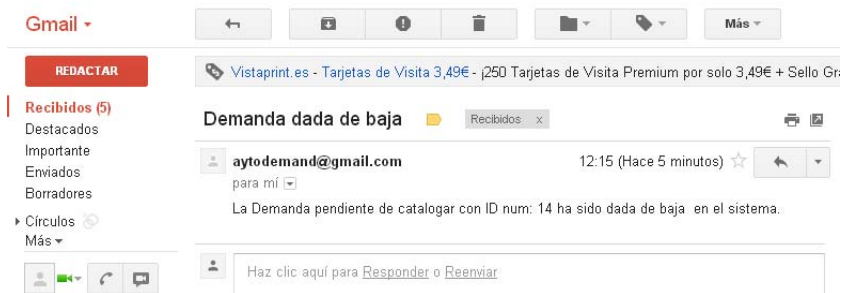 Gmail
Más
REDACTAR
Vistaprint.es - Tarjetas de Visita 3,49€ - ¡250 Tarjetas de Visita Premium por solo 3,49€ + Sello Gra
Recibidos (5)
Destacados
Importante
Enviados
Borradores
Círculos
Más
Demanda dada de baja
Recibidos x
aytodemand@gmail.com 12:15 (Hace 5 minutos)
para mí
La Demanda pendiente de catalogar con ID num: 14 ha sido dada de baja en el sistema.
Haz clic aquí para Responder o Reenviar